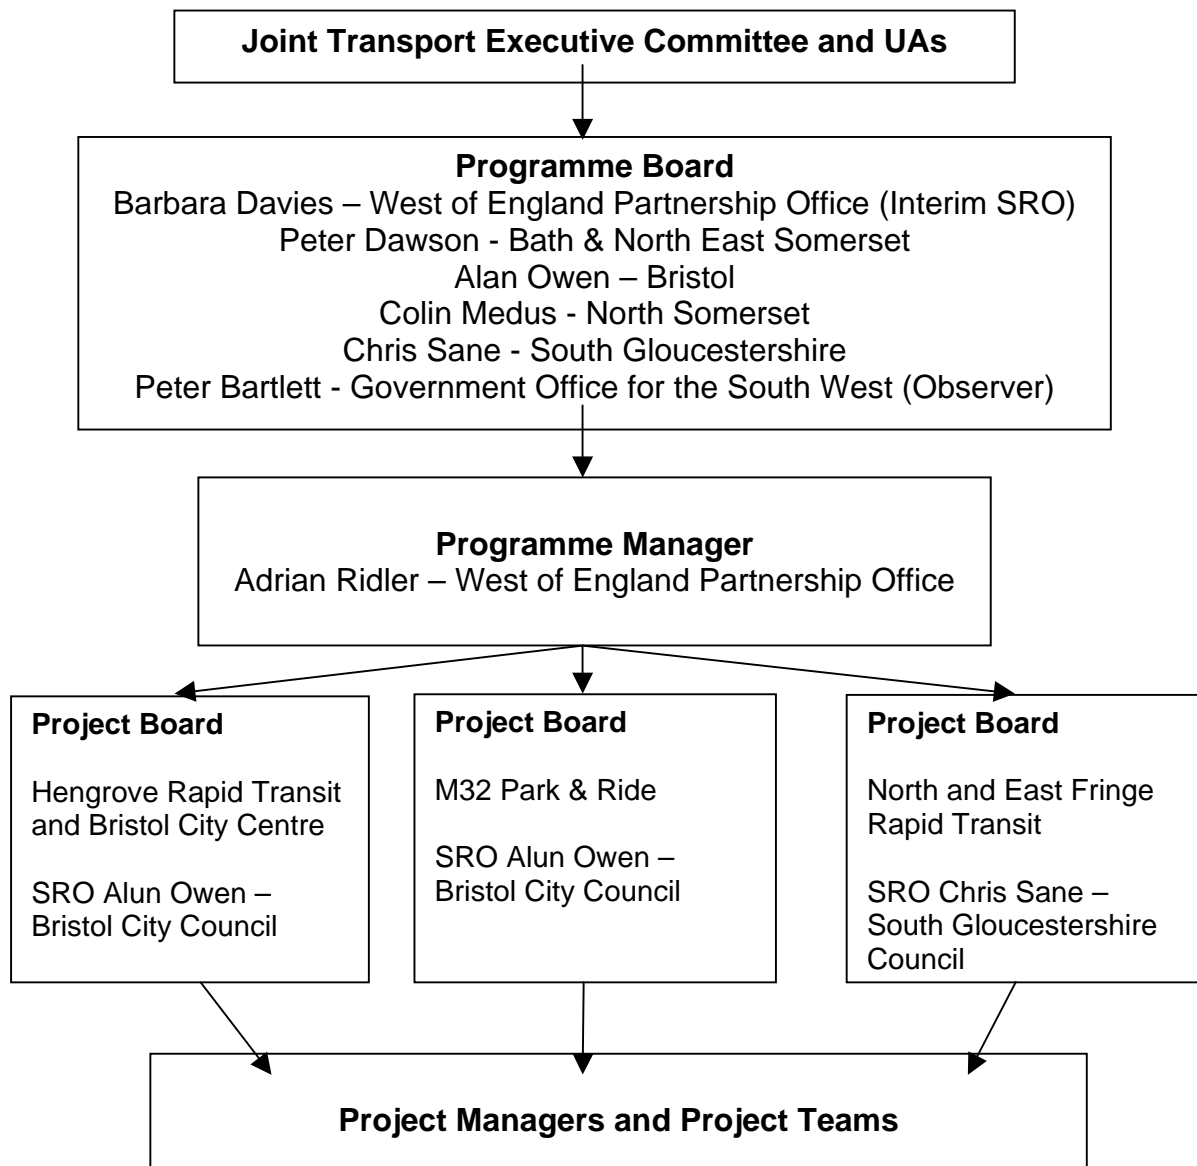 Joint Transport Executive Committee and UAs
Programme Board
Barbara Davies – West of England Partnership Office (Interim SRO)
Peter Dawson - Bath & North East Somerset
Alan Owen – Bristol
Colin Medus - North Somerset
Chris Sane - South Gloucestershire
Peter Bartlett - Government Office for the South West (Observer)
Programme Manager
Adrian Ridler – West of England Partnership Office
Project Board
Hengrove Rapid Transit
and Bristol City Centre
SRO Alun Owen –
Bristol City Council
Project Board
M32 Park & Ride
SRO Alun Owen –
Bristol City Council
Project Board
North and East Fringe
Rapid Transit
SRO Chris Sane –
South Gloucestershire
Council
Project Managers and Project Teams